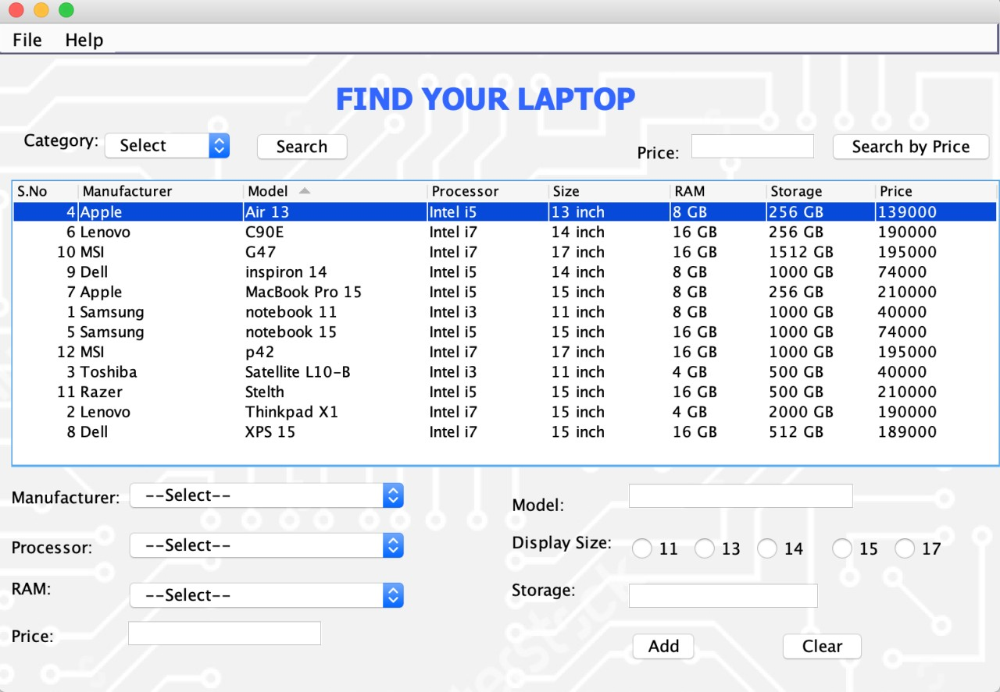 File Help
FIND YOUR LAPTOP
Category: Select Search Price: Search by Price
S.No Manufacturer Model Processor Size RAM Storage Price
4 Apple Air 13 Intel i5 13 inch 8 GB 256 GB 139000
6 Lenovo C90E Intel i7 14 inch 16 GB 256 GB 190000
10 MSI G47 Intel i7 17 inch 16 GB 1512 GB 195000
9 Dell inspiron 14 Intel i5 14 inch 8 GB 1000 GB 74000
7 Apple MacBook Pro 15 Intel i5 15 inch 8 GB 256 GB 210000
1 Samsung notebook 11 Intel i3 11 inch 8 GB 1000 GB 40000
5 Samsung notebook 15 Intel i5 15 inch 16 GB 1000 GB 74000
12 MSI p42 Intel i7 17 inch 16 GB 1000 GB 195000
3 Toshiba Satellite L10-B Intel i3 11 inch 4 GB 500 GB 40000
11 Razer Stelth Intel i5 15 inch 16 GB 500 GB 210000
2 Lenovo Thinkpad X1 Intel i7 15 inch 4 GB 2000 GB 190000
8 Dell XPS 15 Intel i7 15 inch 16 GB 512 GB 189000
Manufacturer: --Select-- Model:
Processor: --Select-- Display Size: 11 13 14 15 17
RAM: --Select-- Storage:
Price:
Add Clear